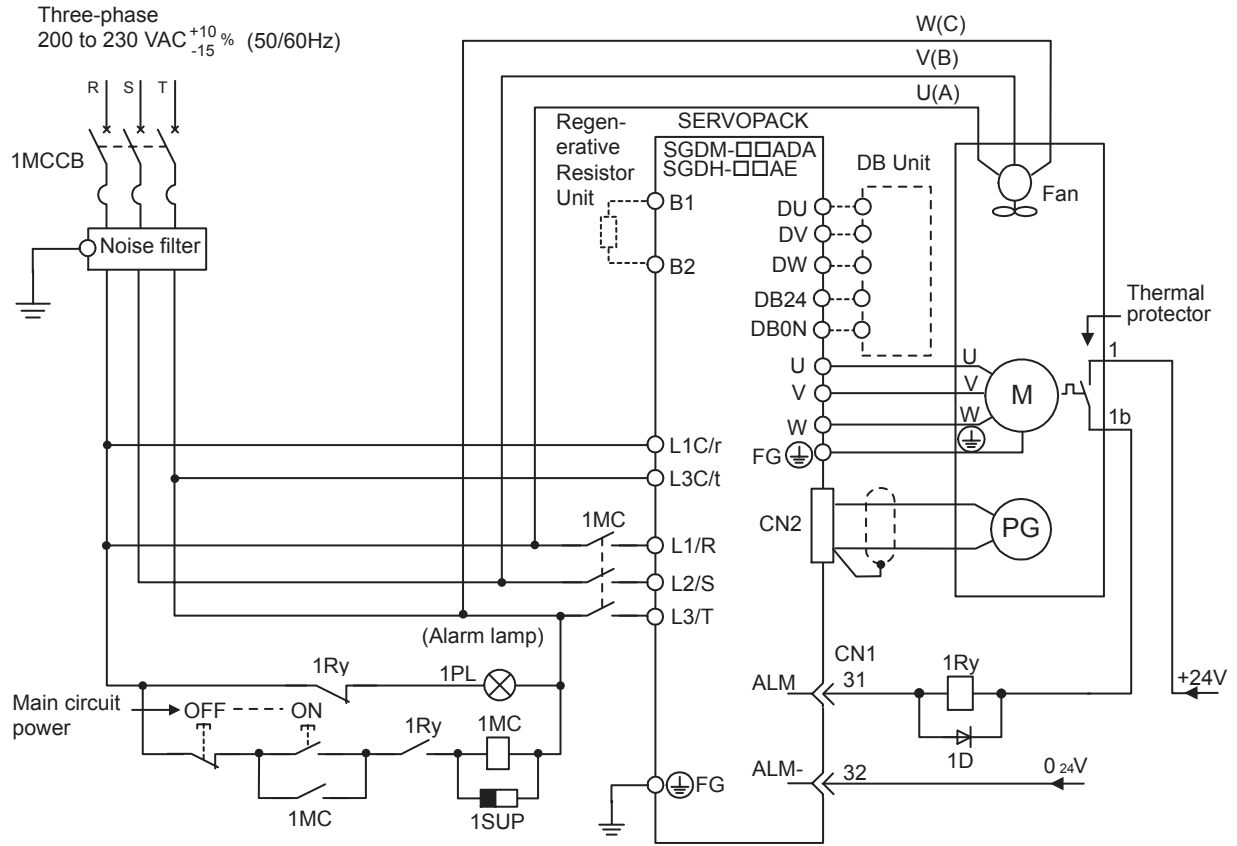 Three-phase
200 to 230 VAC +10 -15 % (50/60Hz)
R S T
1MCCB
Noise filter
W(C)
V(B)
U(A)
Regen-
erative
Resistor
Unit
SERVOPACK
SGDM-□□ADA
SGDH-□□AE
DB Unit
Fan
B1
B2
DU
DV
DW
DB24
DB0N
Thermal
protector
U
V
W
FG
U
V
W
M
1
1b
L1C/r
L3C/t
CN2
PG
1MC
L1/R
L2/S
L3/T
(Alarm lamp)
1Ry
1PL
Main circuit
power
OFF
ON
1Ry
1MC
1MC
1SUP
CN1
ALM
31
1Ry
+24V
1D
ALM-
32
0 24V
FG